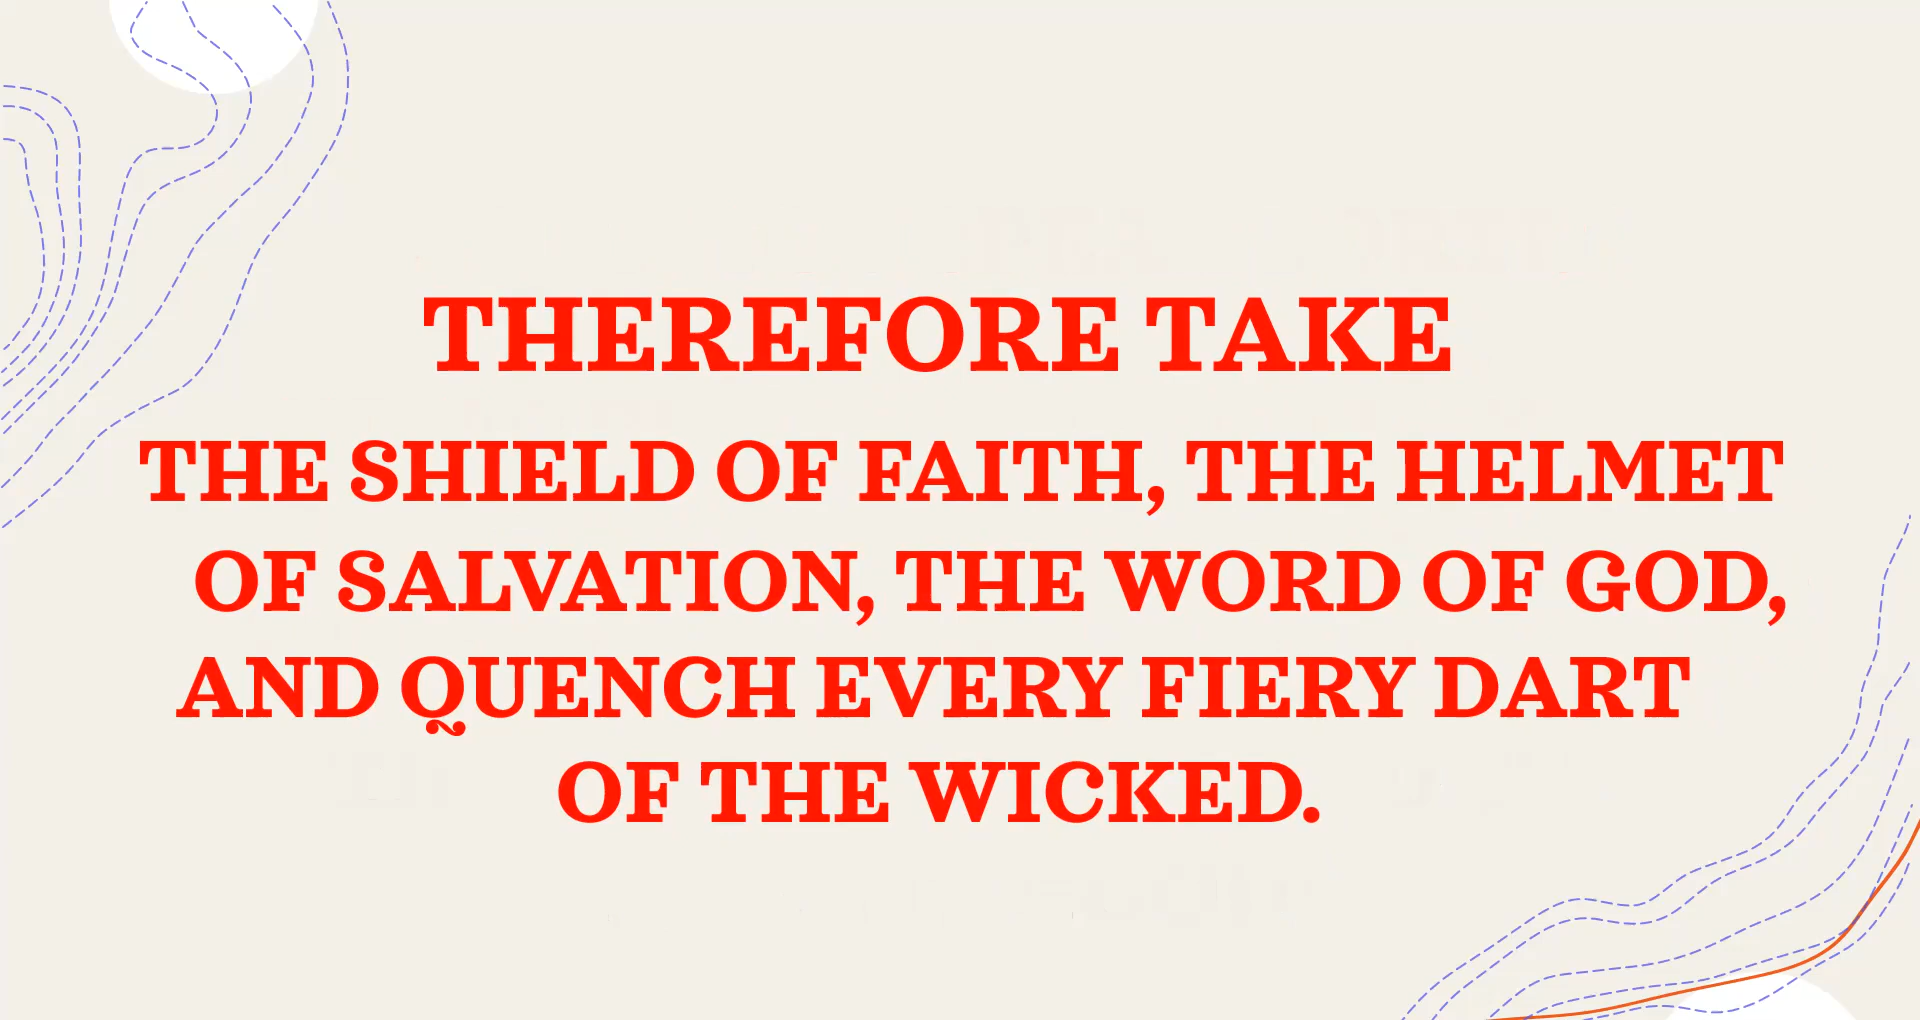 THEREFORE TAKE
THE SHIELD OF FAITH, THE HELMET
OF SALVATION, THE WORD OF GOD,
AND QUENCH EVERY FIERY DART
OF THE WICKED.